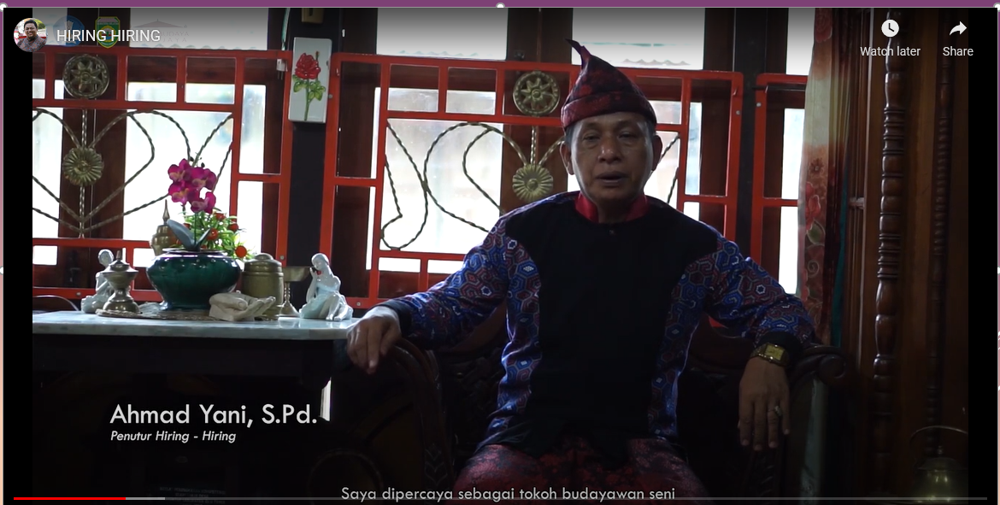 HIRING HIRING
Watch later
Share
Ahmad Yani, S.Pd.
Penutur Hiring - Hiring
Saya dipercaya sebagai tokoh budayawan seni